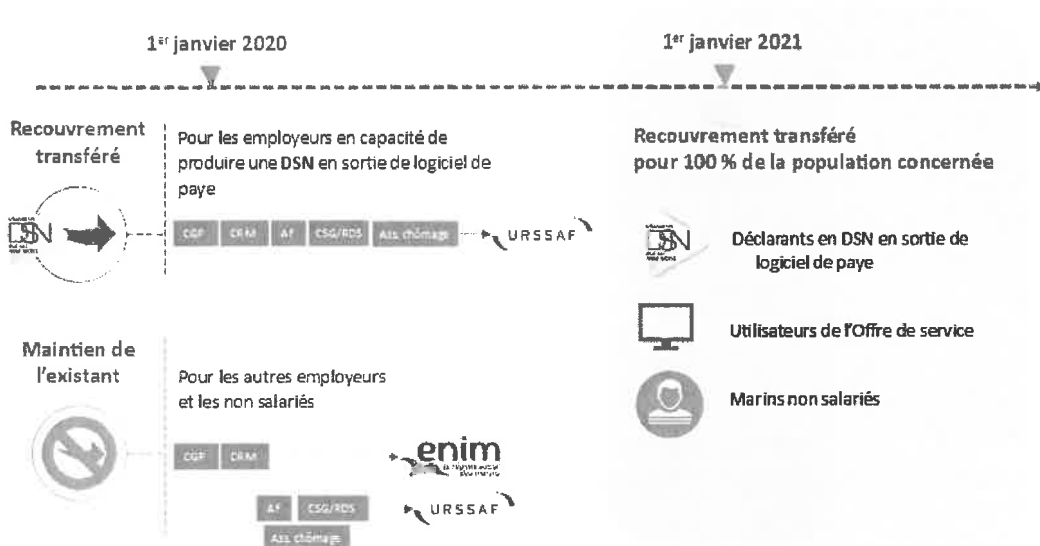 1er janvier 2020
1er janvier 2021
Recouvrement
transféré
Pour les employeurs en capacité de
produire une DSN en sortie de logiciel de
paye
DSN
CGP
CRM
AF
CSG/RDS
Ass. chômage
URSSAF
Maintien de
l'existant
Pour les autres employeurs
et les non salariés
CGP
CRM
enim
AF
CSG/RDS
Ass. chômage
URSSAF
Recouvrement transféré
pour 100 % de la population concernée
DSN
Déclarants en DSN en sortie de
logiciel de paye
Utilisateurs de l'Offre de service
Marins non salariés